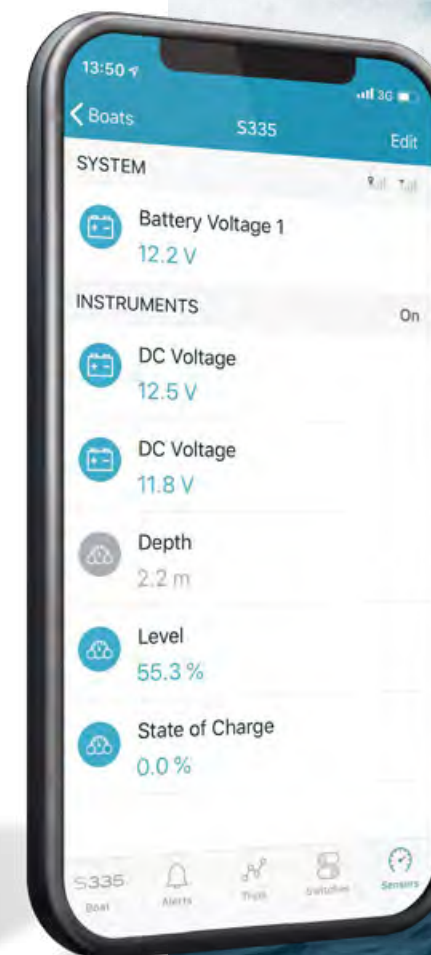 13:50
3G
Boats
S335
Edit
SYSTEM
Battery Voltage 1
12.2 V
INSTRUMENTS
On
DC Voltage
12.5 V
DC Voltage
11.8 V
Depth
2.2 m
Level
55.3 %
State of Charge
0.0 %
S335
Boat
Alerts
Trips
Switches
Sensors